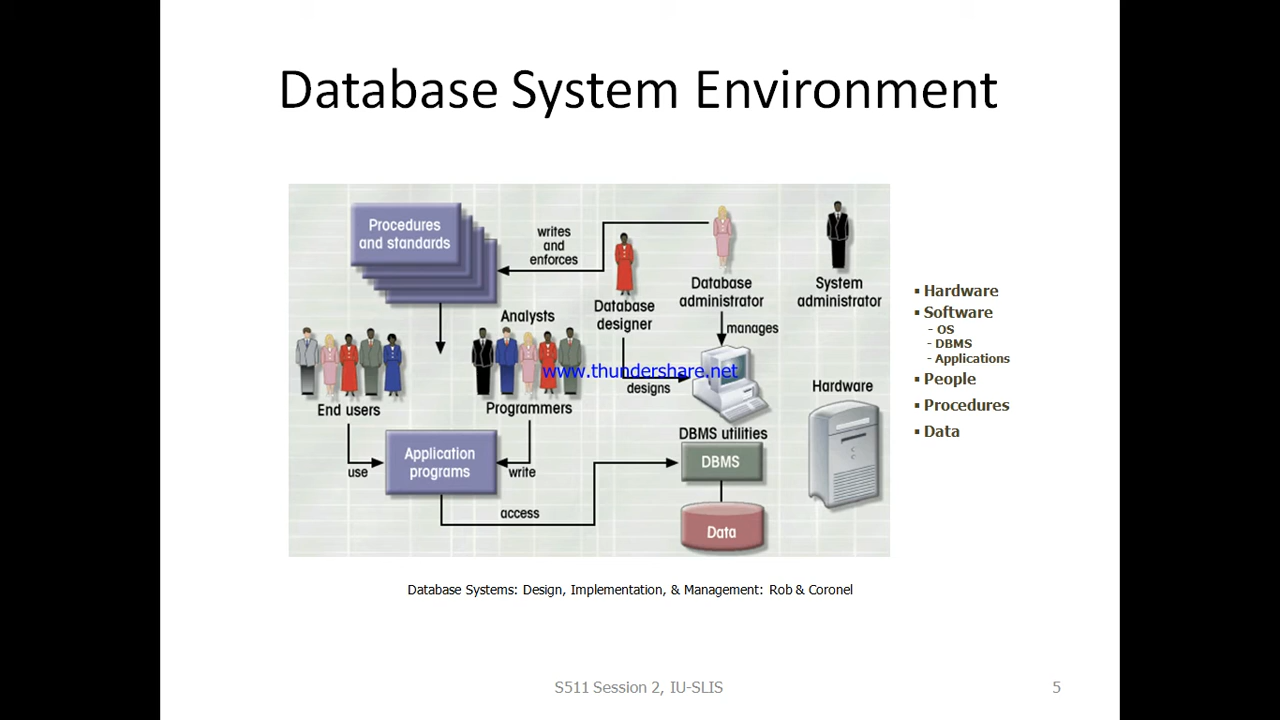 Database System Environment
Procedures
and standards
writes
and
enforces
Database
designer
Database
administrator
System
administrator
manages
Analysts
www.thundershare.net
designs
End users
Programmers
Hardware
use
Application
programs
write
access
DBMS utilities
DBMS
Data
▪ Hardware
▪ Software
- OS
- DBMS
- Applications
▪ People
▪ Procedures
▪ Data
Database Systems: Design, Implementation, & Management: Rob & Coronel
S511 Session 2, IU-SLIS
5